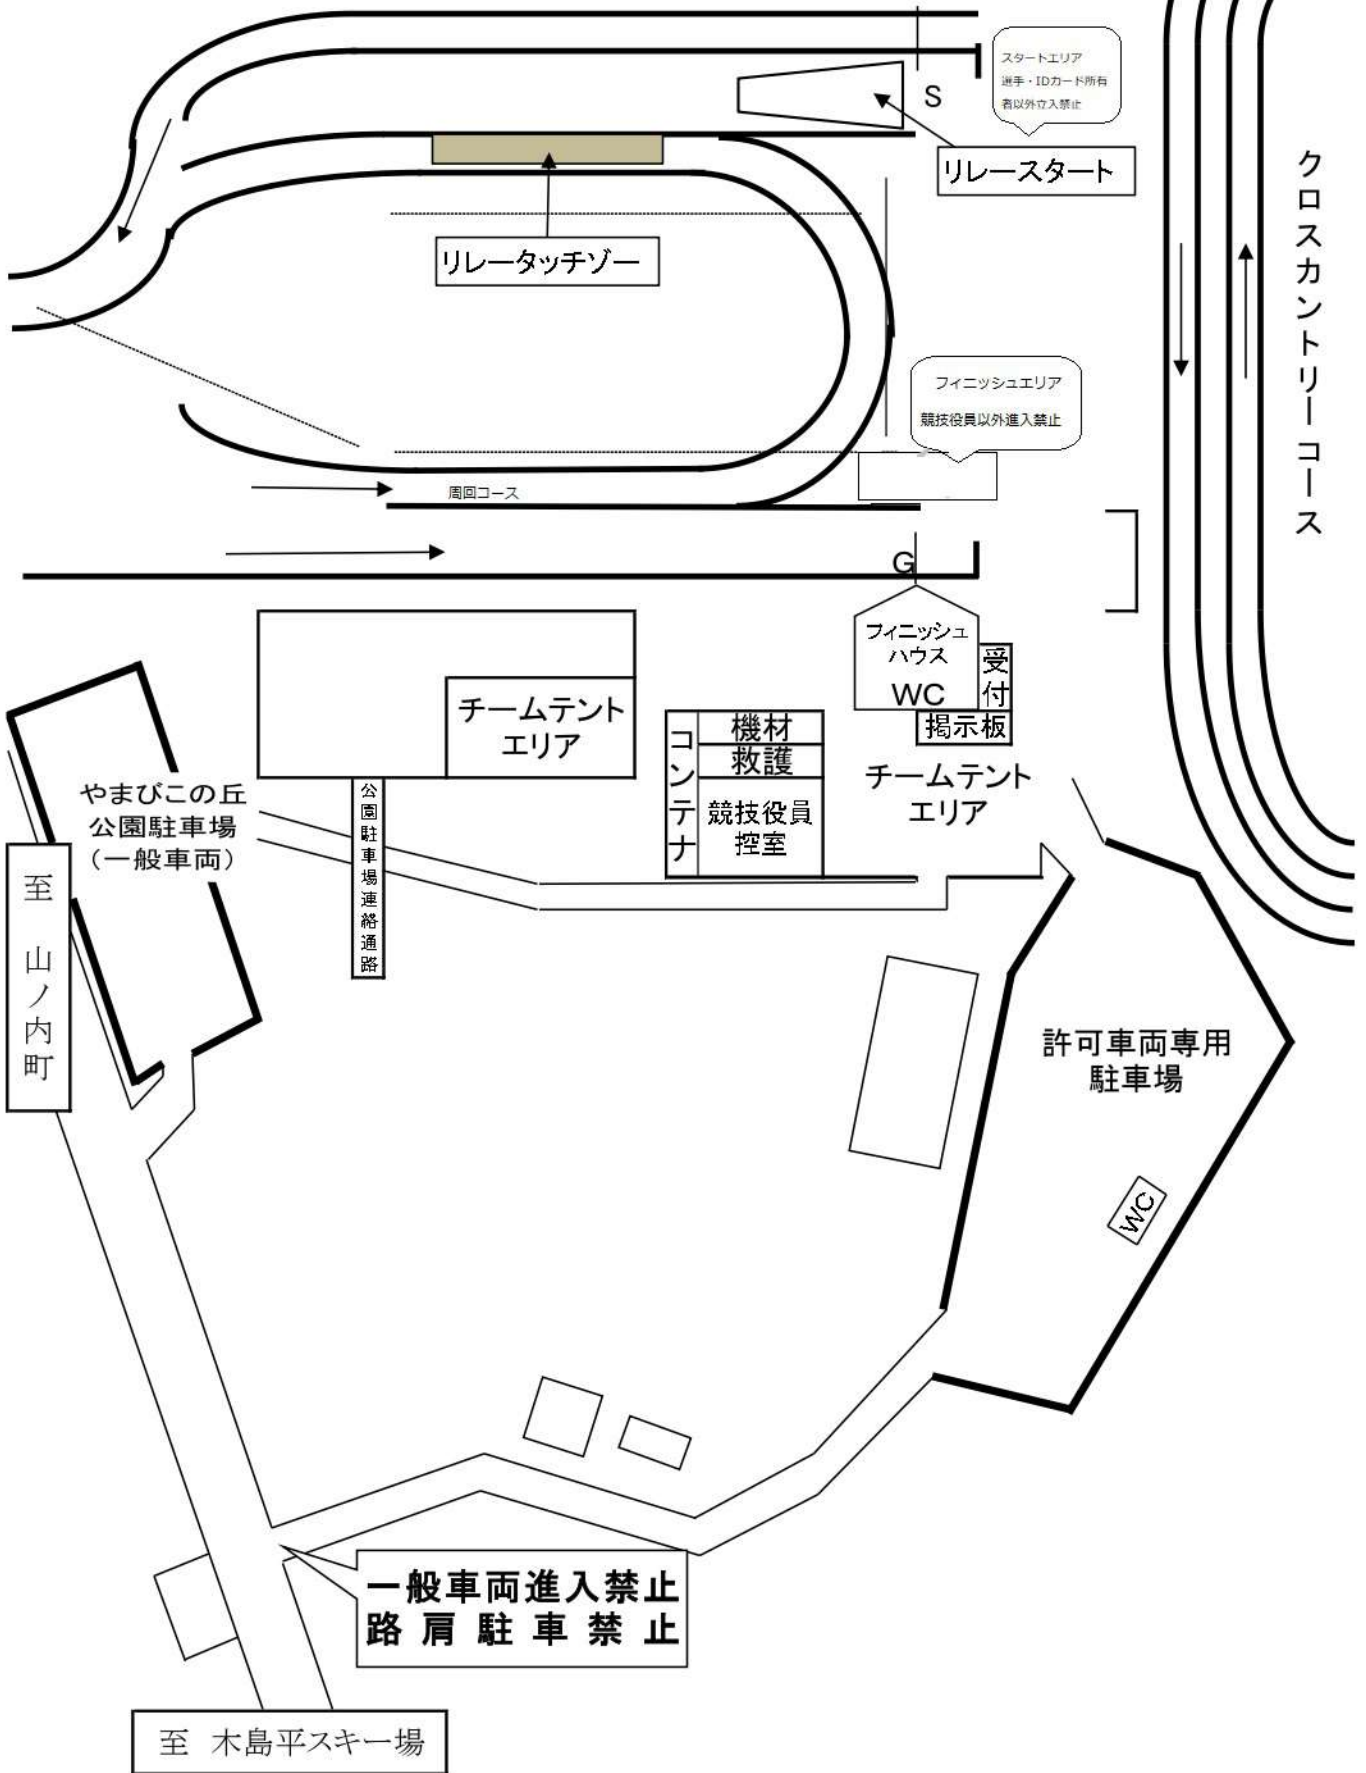 スタートエリア
選手・IDカード所有
者以外立入禁止
S
リレースタート
クロスカントリーコース
リレータッチゾー
フィニッシュエリア
競技役員以外進入禁止
周回コース
G
フィニッシュ
ハウス
WC
受付
掲示板
チームテント
エリア
コンテナ
機材
救護
競技役員
控室
チームテント
エリア
やまびこの丘
公園駐車場
（一般車両）
公園駐車場連絡通路
至 山ノ内町
許可車両専用
駐車場
WC
一般車両進入禁止
路肩駐車禁止
至 木島平スキー場